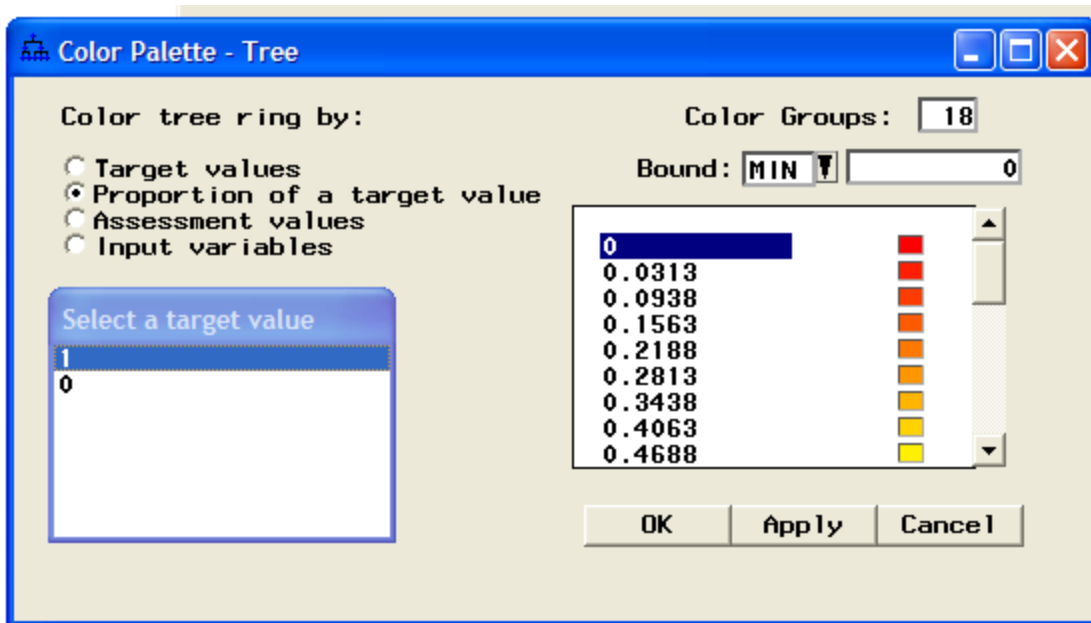 Color Palette - Tree
Color tree ring by:
Target values
Proportion of a target value
Assessment values
Input variables
Select a target value
1
0
Color Groups: 18
Bound: MIN 0
0
0.0313
0.0938
0.1563
0.2188
0.2813
0.3438
0.4063
0.4688
OK Apply Cancel